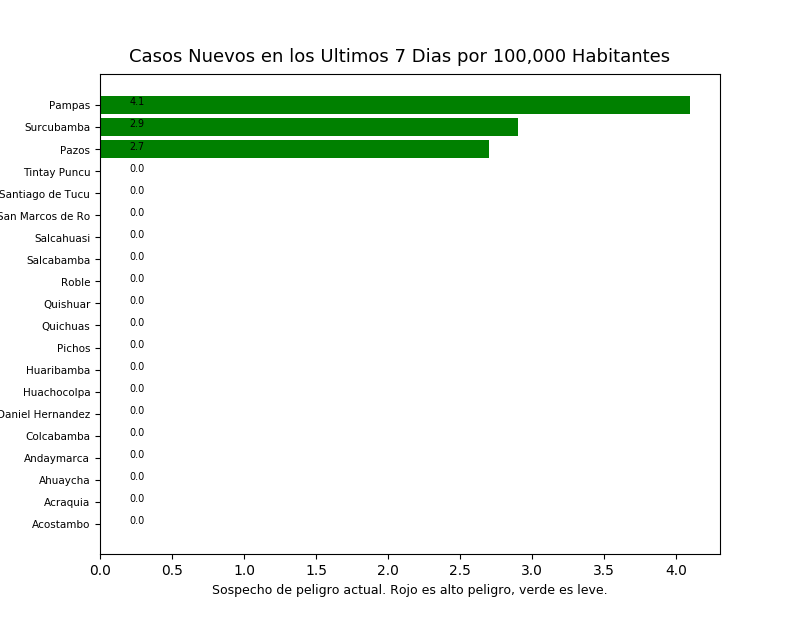 Casos Nuevos en los Ultimos 7 Dias por 100,000 Habitantes
Pampas 4.1
Surcubamba 2.9
Pazos 2.7
Tintay Puncu 0.0
Santiago de Tucu 0.0
San Marcos de Ro 0.0
Salcahuasi 0.0
Salcabamba 0.0
Roble 0.0
Quishuar 0.0
Quichuas 0.0
Pichos 0.0
Huaribamba 0.0
Huachocolpa 0.0
Daniel Hernandez 0.0
Colcabamba 0.0
Andaymarca 0.0
Ahuaycha 0.0
Acraquia 0.0
Acostambo 0.0
0.0 0.5 1.0 1.5 2.0 2.5 3.0 3.5 4.0
Sospecho de peligro actual. Rojo es alto peligro, verde es leve.